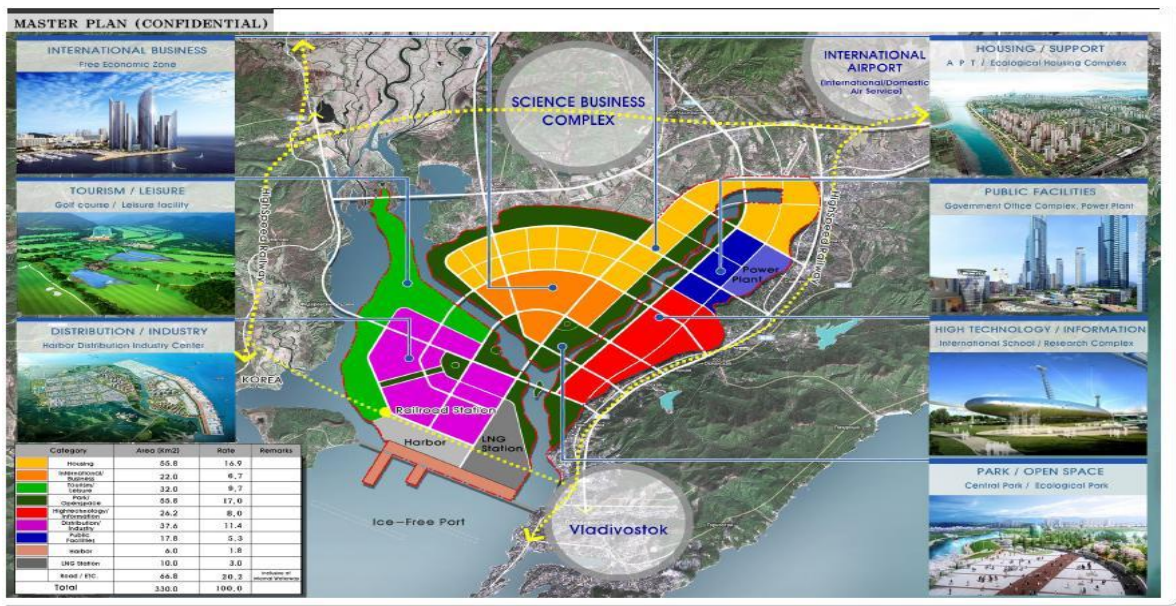 MASTER PLAN (CONFIDENTIAL)
INTERNATIONAL BUSINESS
Free Economic Zone
TOURISM / LEISURE
Golf course / Leisure facility
DISTRIBUTION / INDUSTRY
Harbor Distribution Industry Center
SCIENCE BUSINESS
COMPLEX
INTERNATIONAL
AIRPORT
(International/Domestic
Air Service)
HOUSING / SUPPORT
A P T / Ecological Housing Complex
PUBLIC FACILITIES
Government Office Complex, Power Plant
HIGH TECHNOLOGY / INFORMATION
International School / Research Complex
PARK / OPEN SPACE
Central Park / Ecological Park
HighSpeed Railway
HighSpeed Railway
Power
Plant
KOREA
Railroad Station
Harbor
LNG
Station
Ice-Free Port
Vladivostok
Category Area (Km2) Rate Remarks
Housing 55.8 16.9
International/
Business 22.0 6.7
Tourism/
Leisure 32.0 9.7
Park/
Openspace 55.8 17.0
Hightechnology/
Information 26.2 8.0
Distribution/
Industry 37.6 11.4
Public
Facilities 17.8 5.3
Harbor 6.0 1.8
LNG Station 10.0 3.0
Road / ETC. 66.8 20.2 Inclusive of
Internal Waterways
Total 330.0 100.0